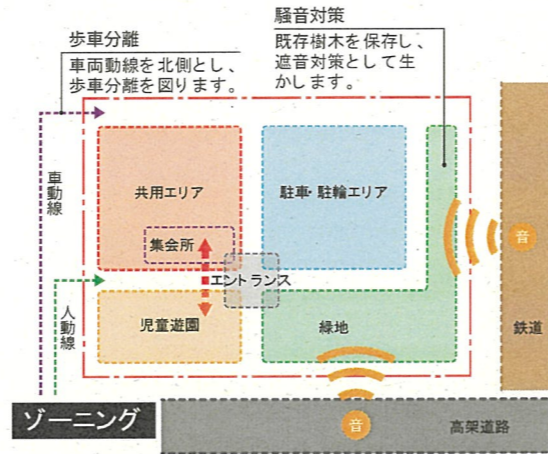 歩車分離
車両動線を北側とし、
歩車分離を図ります。
騒音対策
既存樹木を保存し、
遮音対策として生
かします。
車動線
人動線
共用エリア
駐車・駐輪エリア
集会所
エントランス
児童遊園
緑地
音
鉄道
ゾーニング
音
高架道路